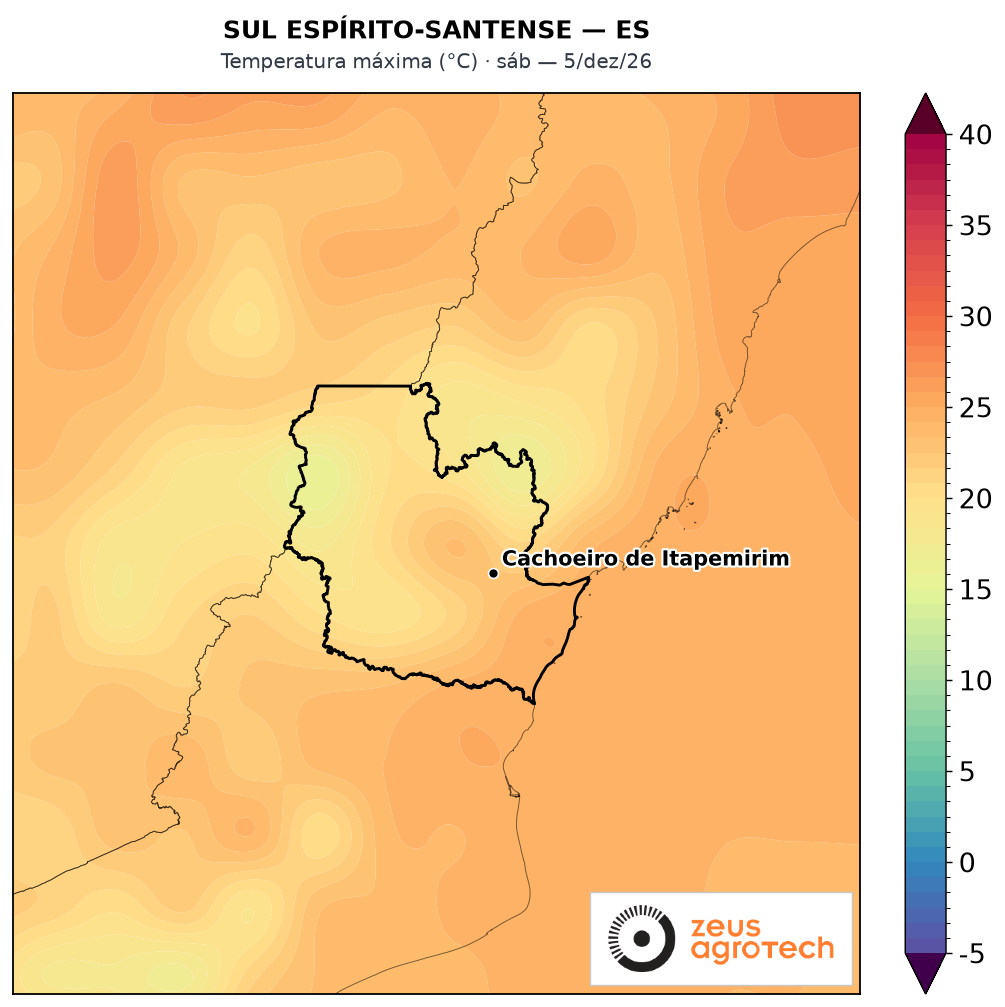 SUL ESPÍRITO-SANTENSE — ES
Temperatura máxima (°C) · sáb — 5/dez/26
40
35
30
25
20
15
10
5
0
-5
Cachoeiro de Itapemirim
zeus
agrotech